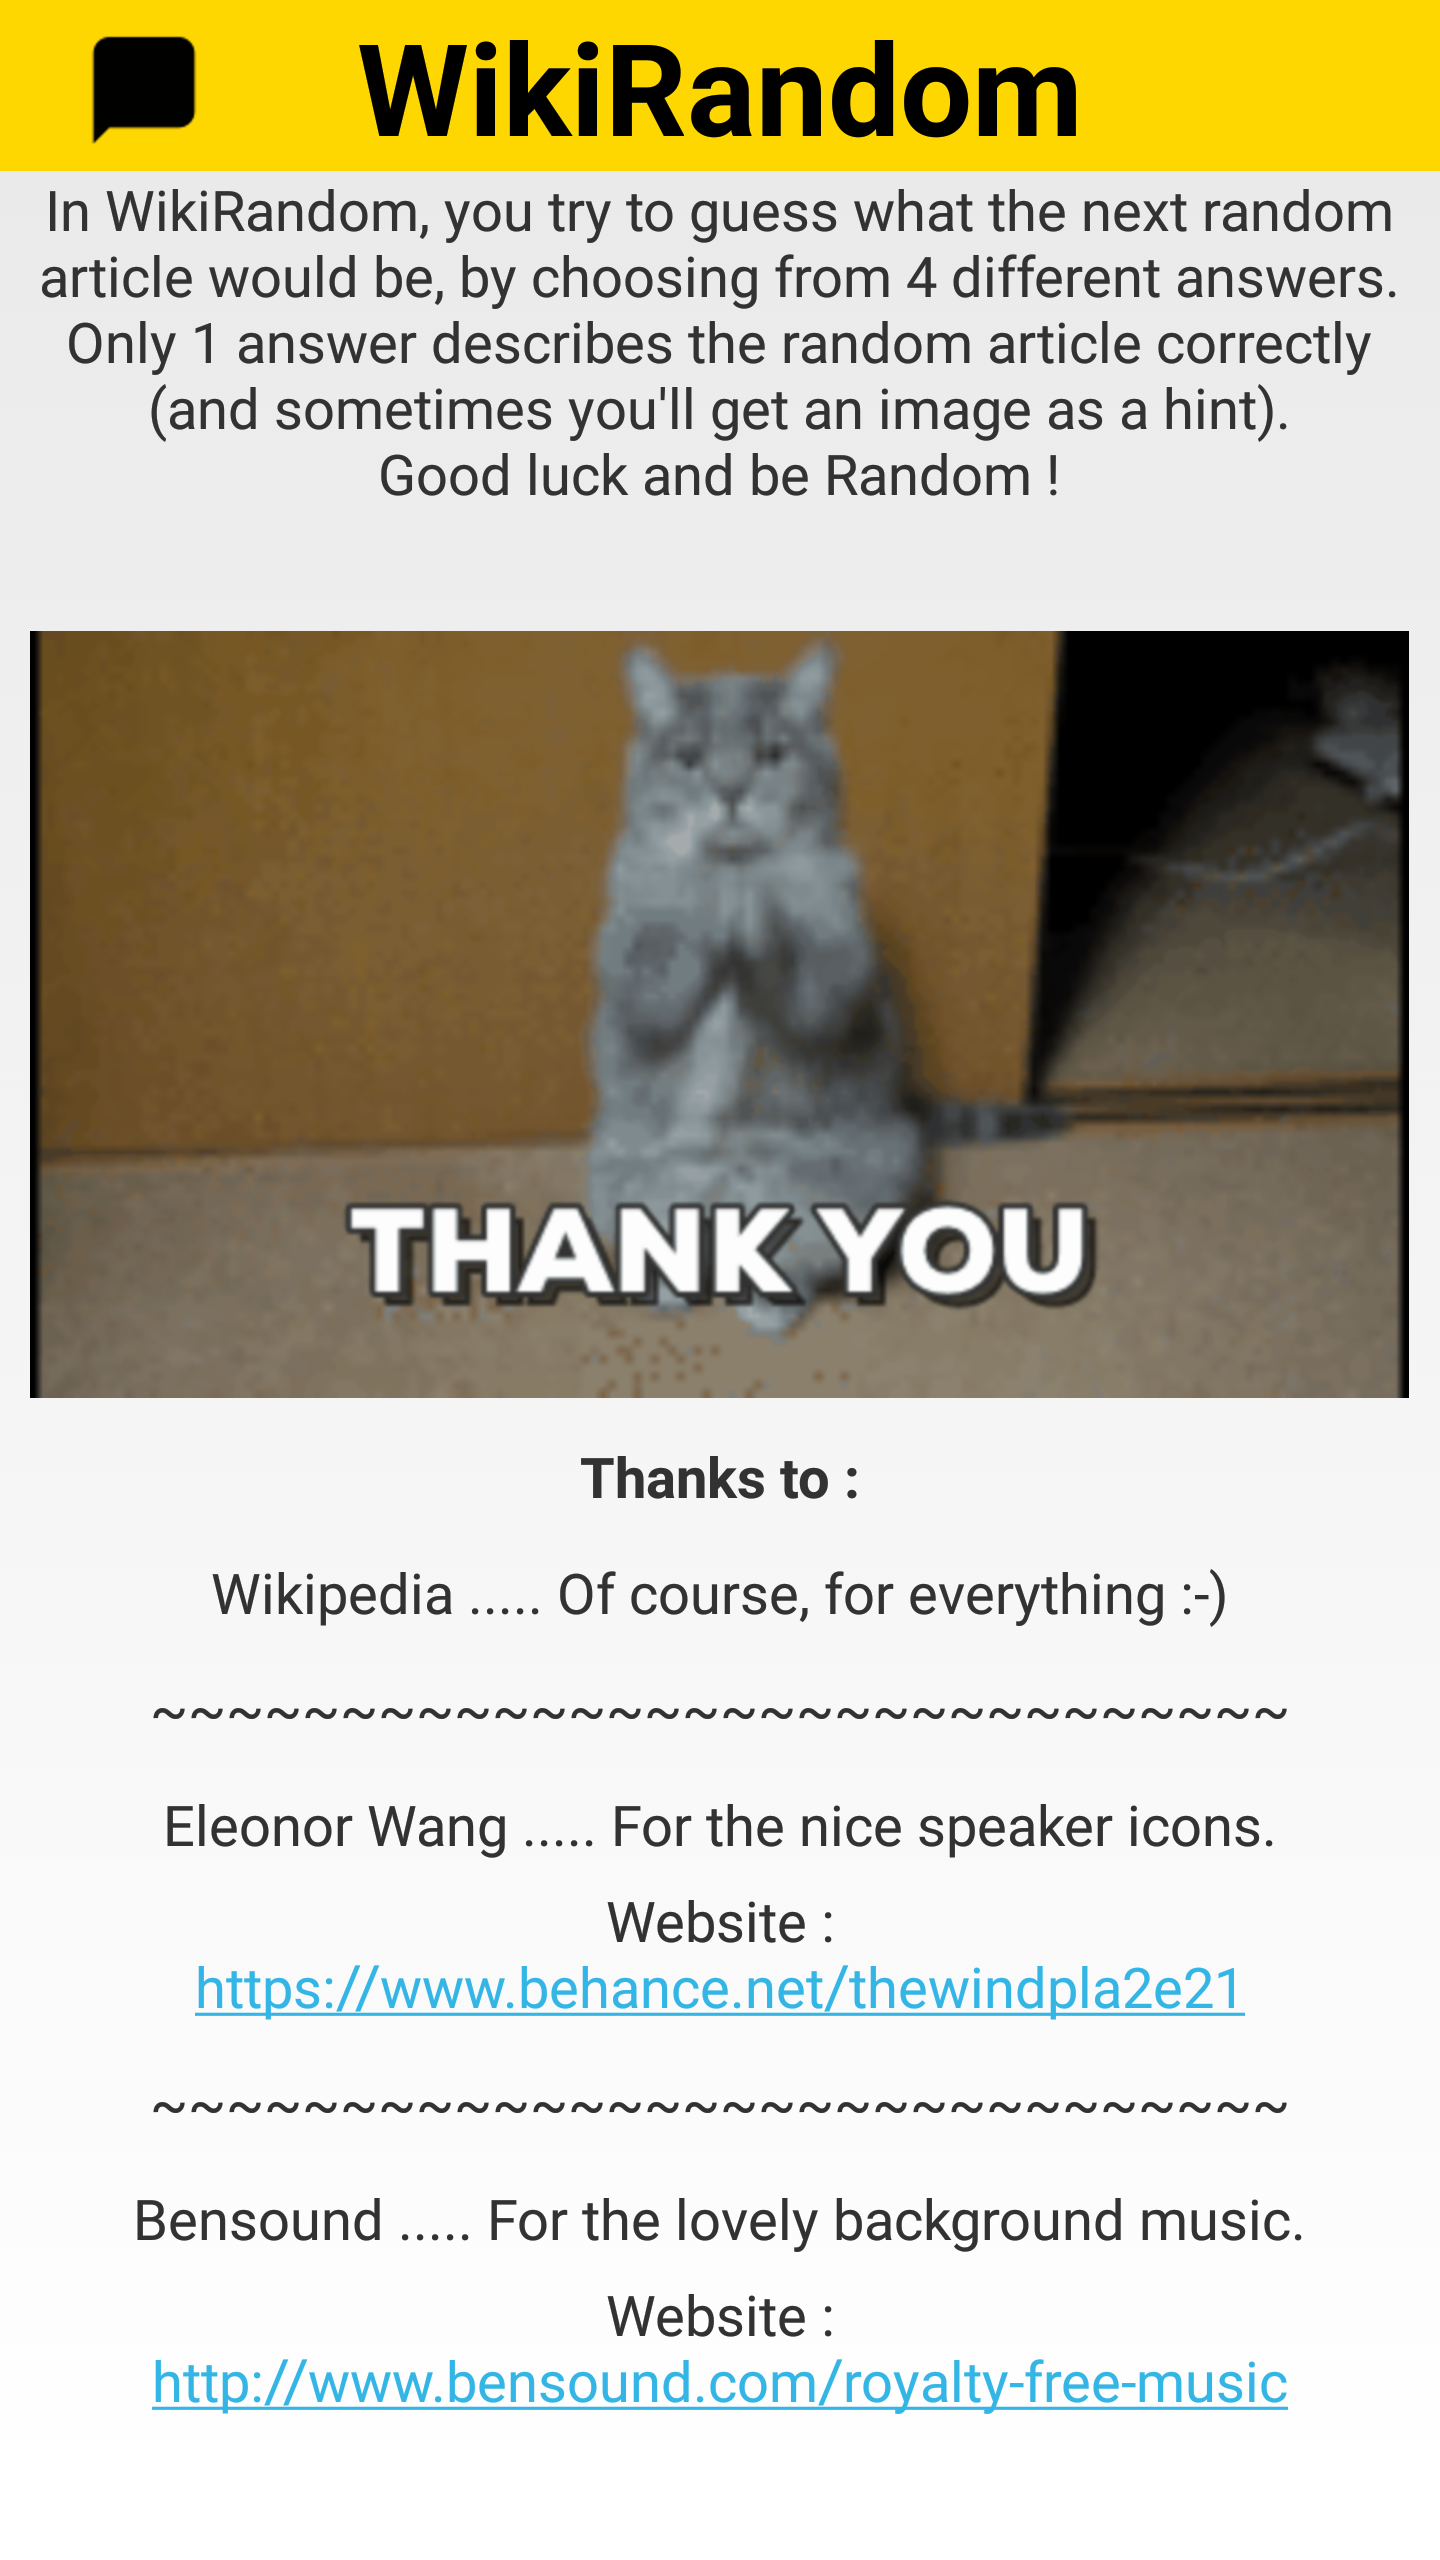 WikiRandom
In WikiRandom, you try to guess what the next random
article would be, by choosing from 4 different answers.
Only 1 answer describes the random article correctly
(and sometimes you'll get an image as a hint).
Good luck and be Random !
THANK YOU
Thanks to :
Wikipedia ..... Of course, for everything :-)
~~~~~~~~~~~~~~~~~~~~~~~~~~~~~~
Eleonor Wang ..... For the nice speaker icons.
Website :
https://www.behance.net/thewindpla2e21
~~~~~~~~~~~~~~~~~~~~~~~~~~~~~~
Bensound ..... For the lovely background music.
Website :
http://www.bensound.com/royalty-free-music